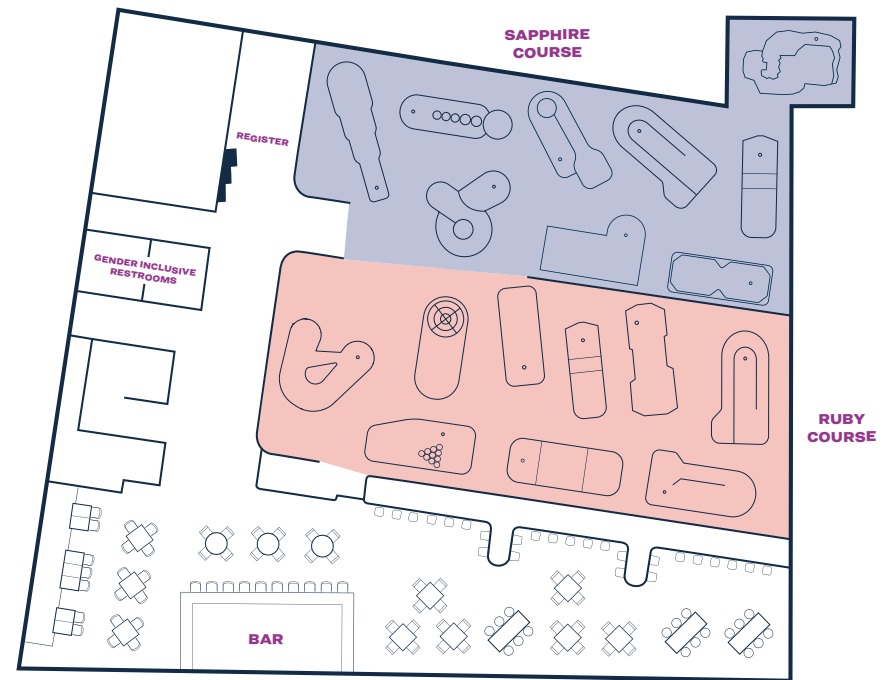 SAPPHIRE
COURSE
REGISTER
GENDER INCLUSIVE
RESTROOMS
RUBY
COURSE
BAR